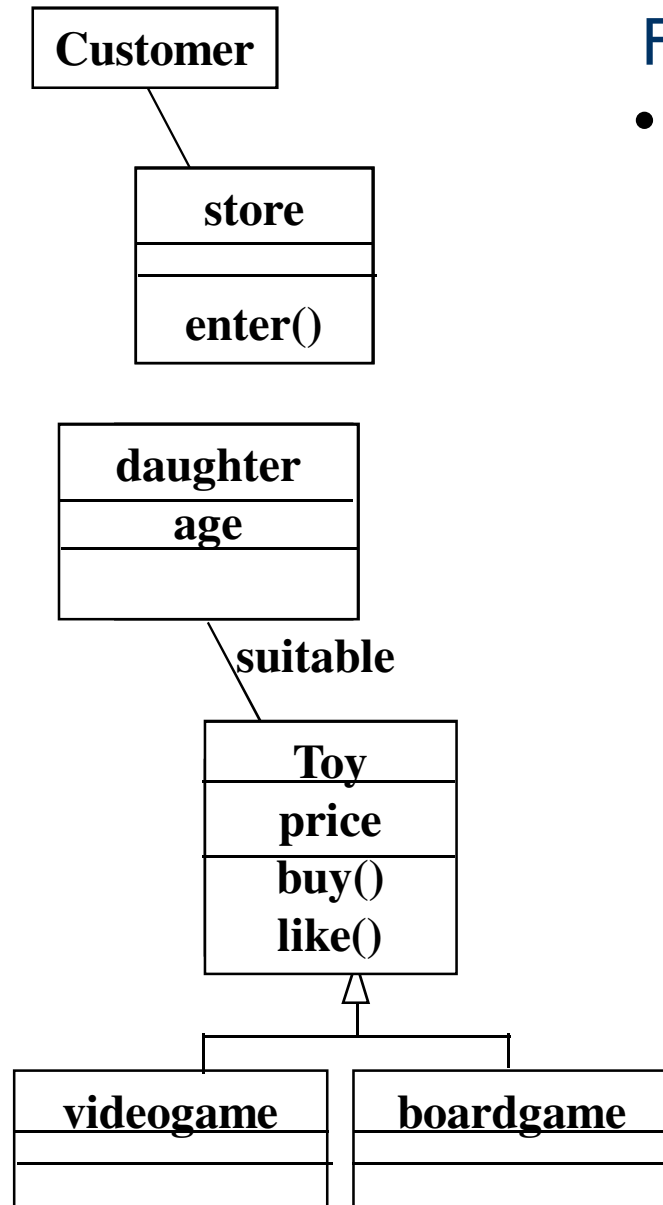 Customer
F
•
store
enter()
daughter
age
suitable
Toy
price
buy()
like()
videogame
boardgame